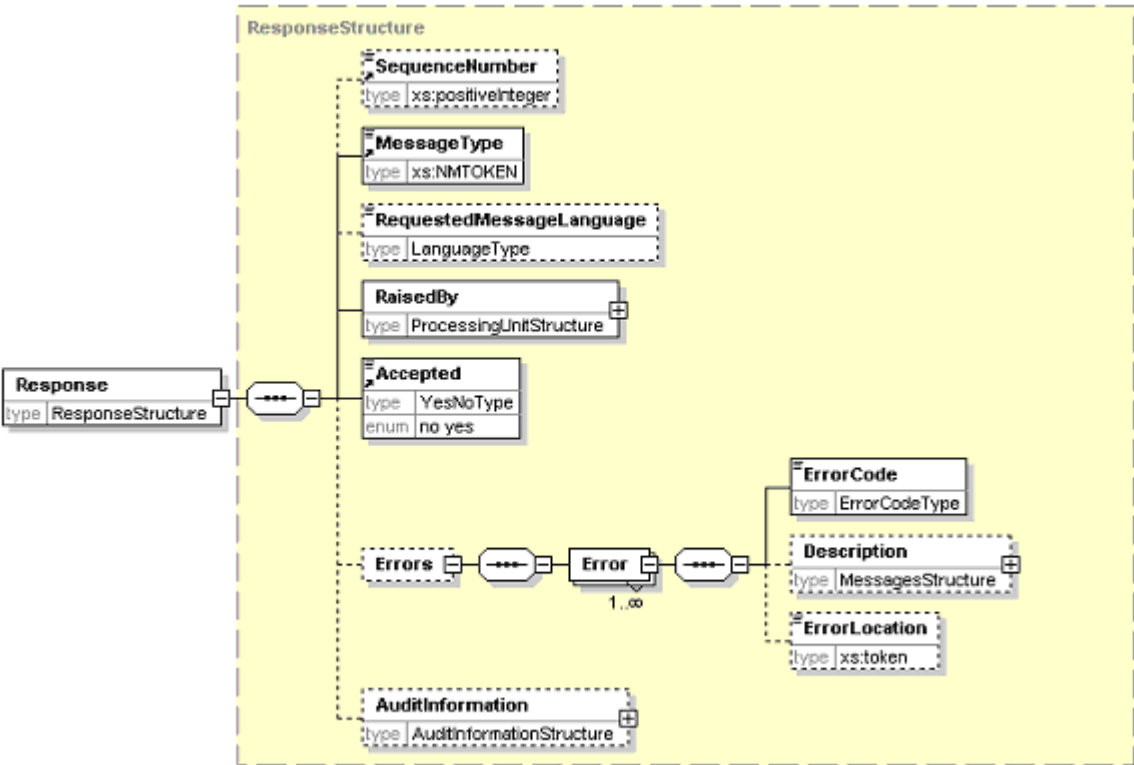 ResponseStructure
SequenceNumber
type xs:positiveInteger
MessageType
type xs:NMTOKEN
RequestedMessageLanguage
type LanguageType
RaisedBy
type ProcessingUnitStructure
Response
type ResponseStructure
Accepted
type YesNoType
enum no yes
Errors
Error
1..∞
ErrorCode
type ErrorCodeType
Description
type MessagesStructure
ErrorLocation
type xs:token
AuditInformation
type AuditInformationStructure